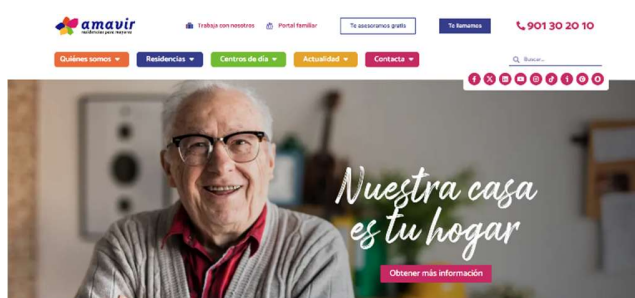 amavir
residencias para mayores
Trabaja con nosotros
Portal familiar
Te asesoramos gratis
Te llamamos
901 30 20 10
Quiénes somos
Residencias
Centros de día
Actualidad
Contacta
Buscar...
Nuestra casa
es tu hogar
Obtener más información